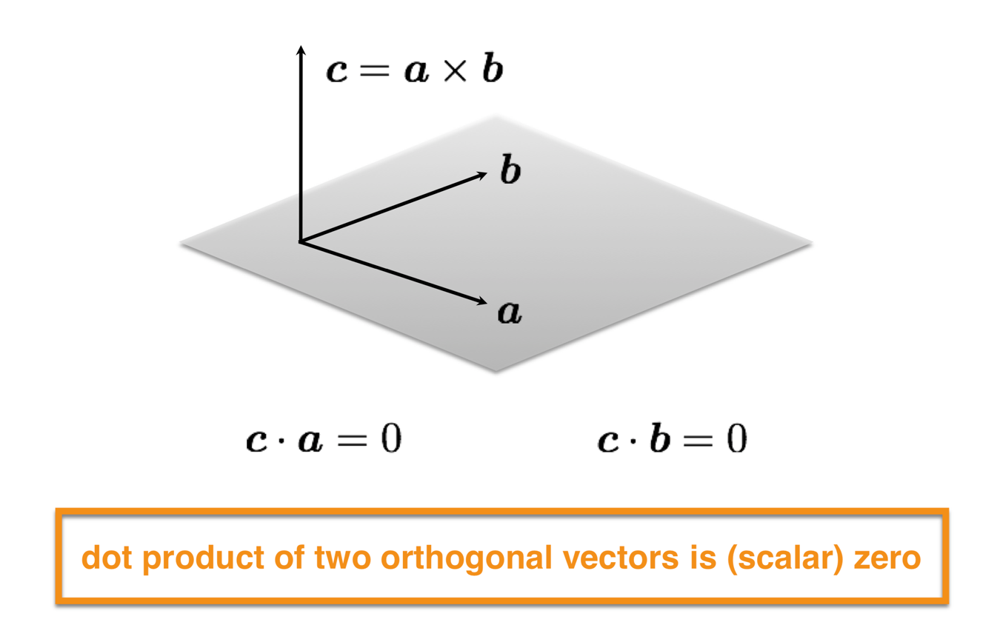 c = a × b
b
a
c · a = 0
c · b = 0
dot product of two orthogonal vectors is (scalar) zero